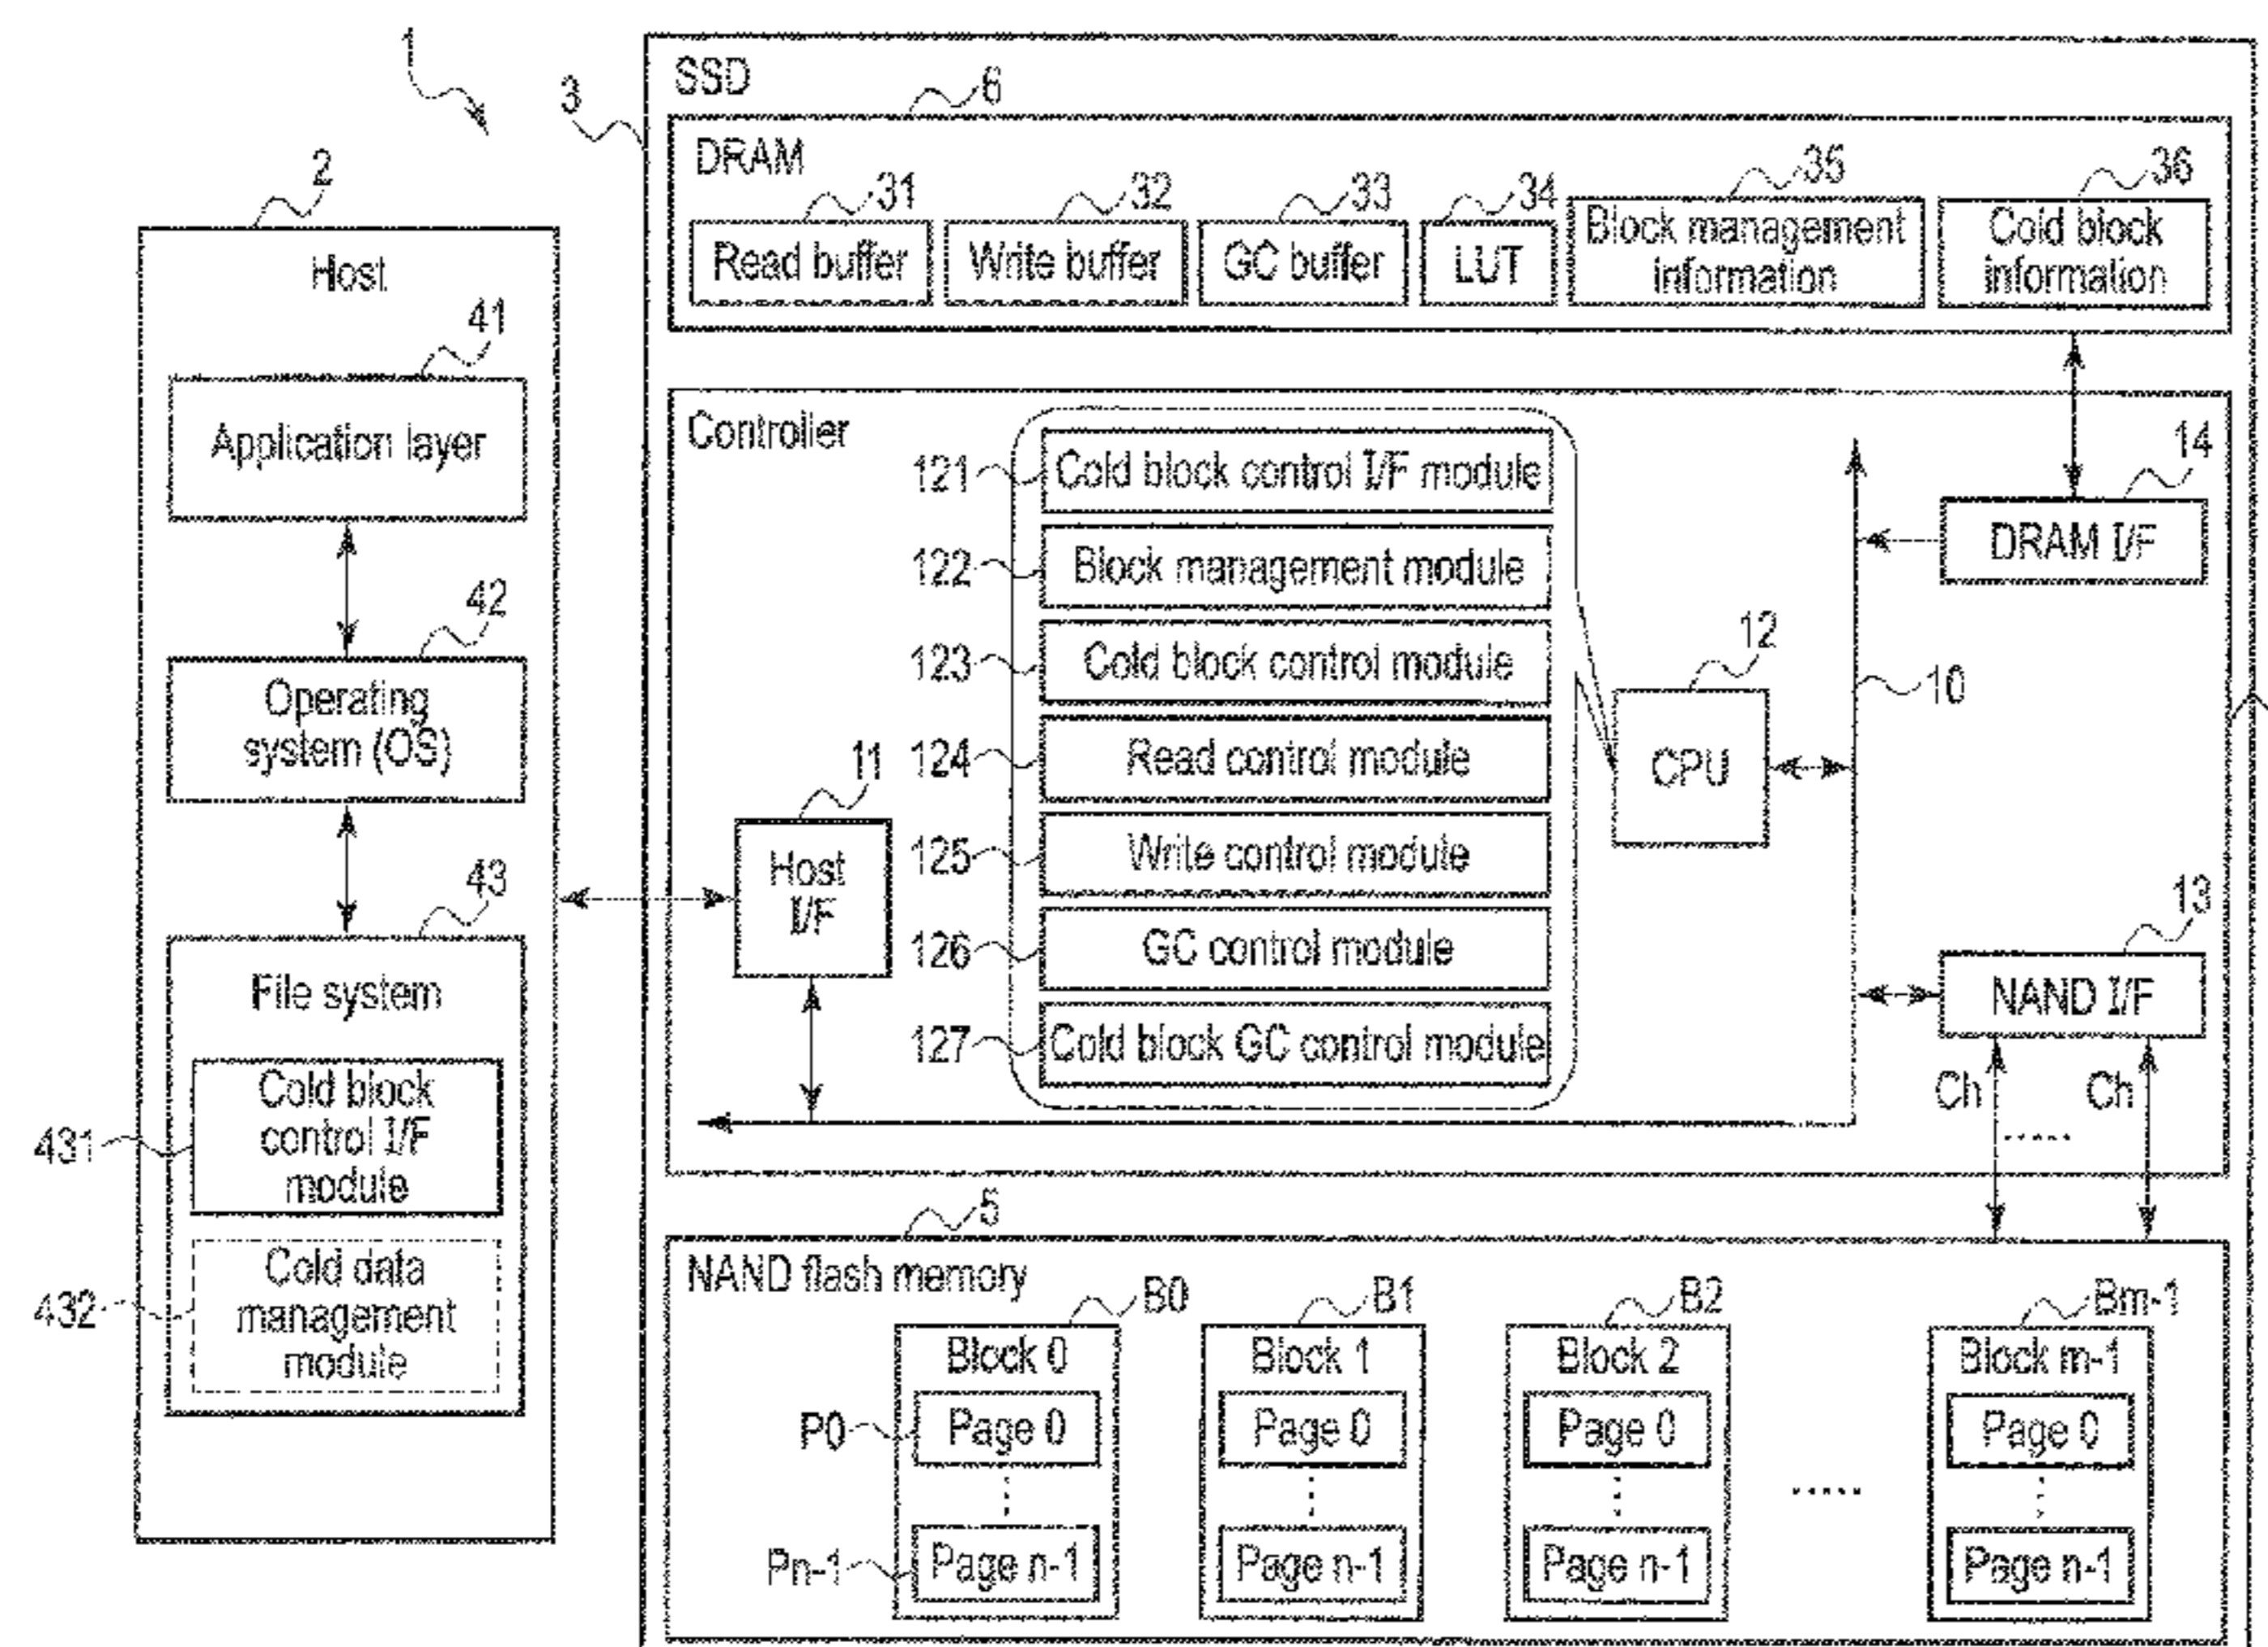 1
2
Host
41
Application layer
42
Operating
system (OS)
43
File system
431
Cold block
control I/F
module
432
Cold data
management
module
3
SSD
6
DRAM
31
Read buffer
32
Write buffer
33
GC buffer
34
LUT
35
Block management
information
36
Cold block
information
Controller
121
Cold block control I/F module
122
Block management module
123
Cold block control module
124
Read control module
125
Write control module
126
GC control module
127
Cold block GC control module
11
Host
I/F
12
CPU
10
14
DRAM I/F
13
NAND I/F
Ch
.....
Ch
5
NAND flash memory
B0
Block 0
P0
Page 0
Pn-1
Page n-1
B1
Block 1
Page 0
Page n-1
B2
Block 2
Page 0
Page n-1
.....
Bm-1
Block m-1
Page 0
Page n-1